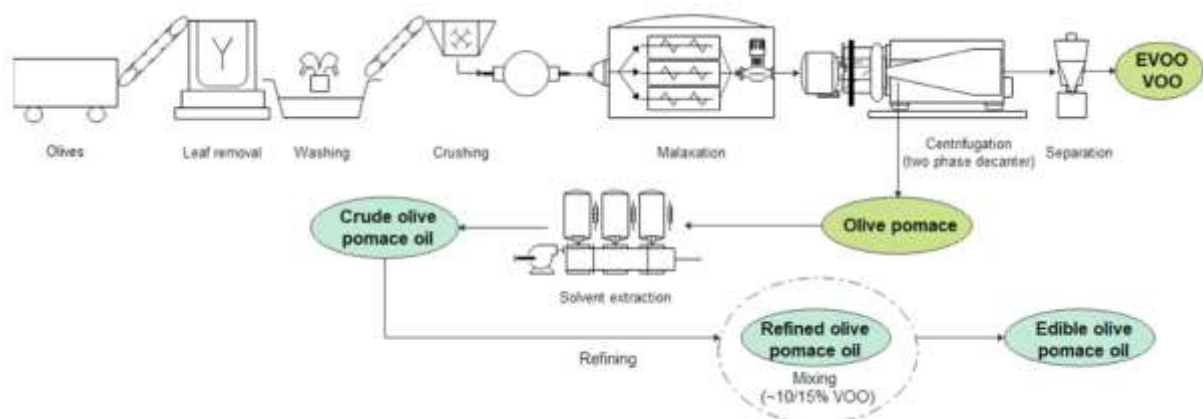 EVOO
VOO
Olives
Leaf removal
Washing
Crushing
Malaxation
Centrifugation
(two phase decanter)
Separation
Crude olive
pomace oil
Olive pomace
Solvent extraction
Refining
Refined olive
pomace oil
Mixing
(~10/15% VOO)
Edible olive
pomace oil